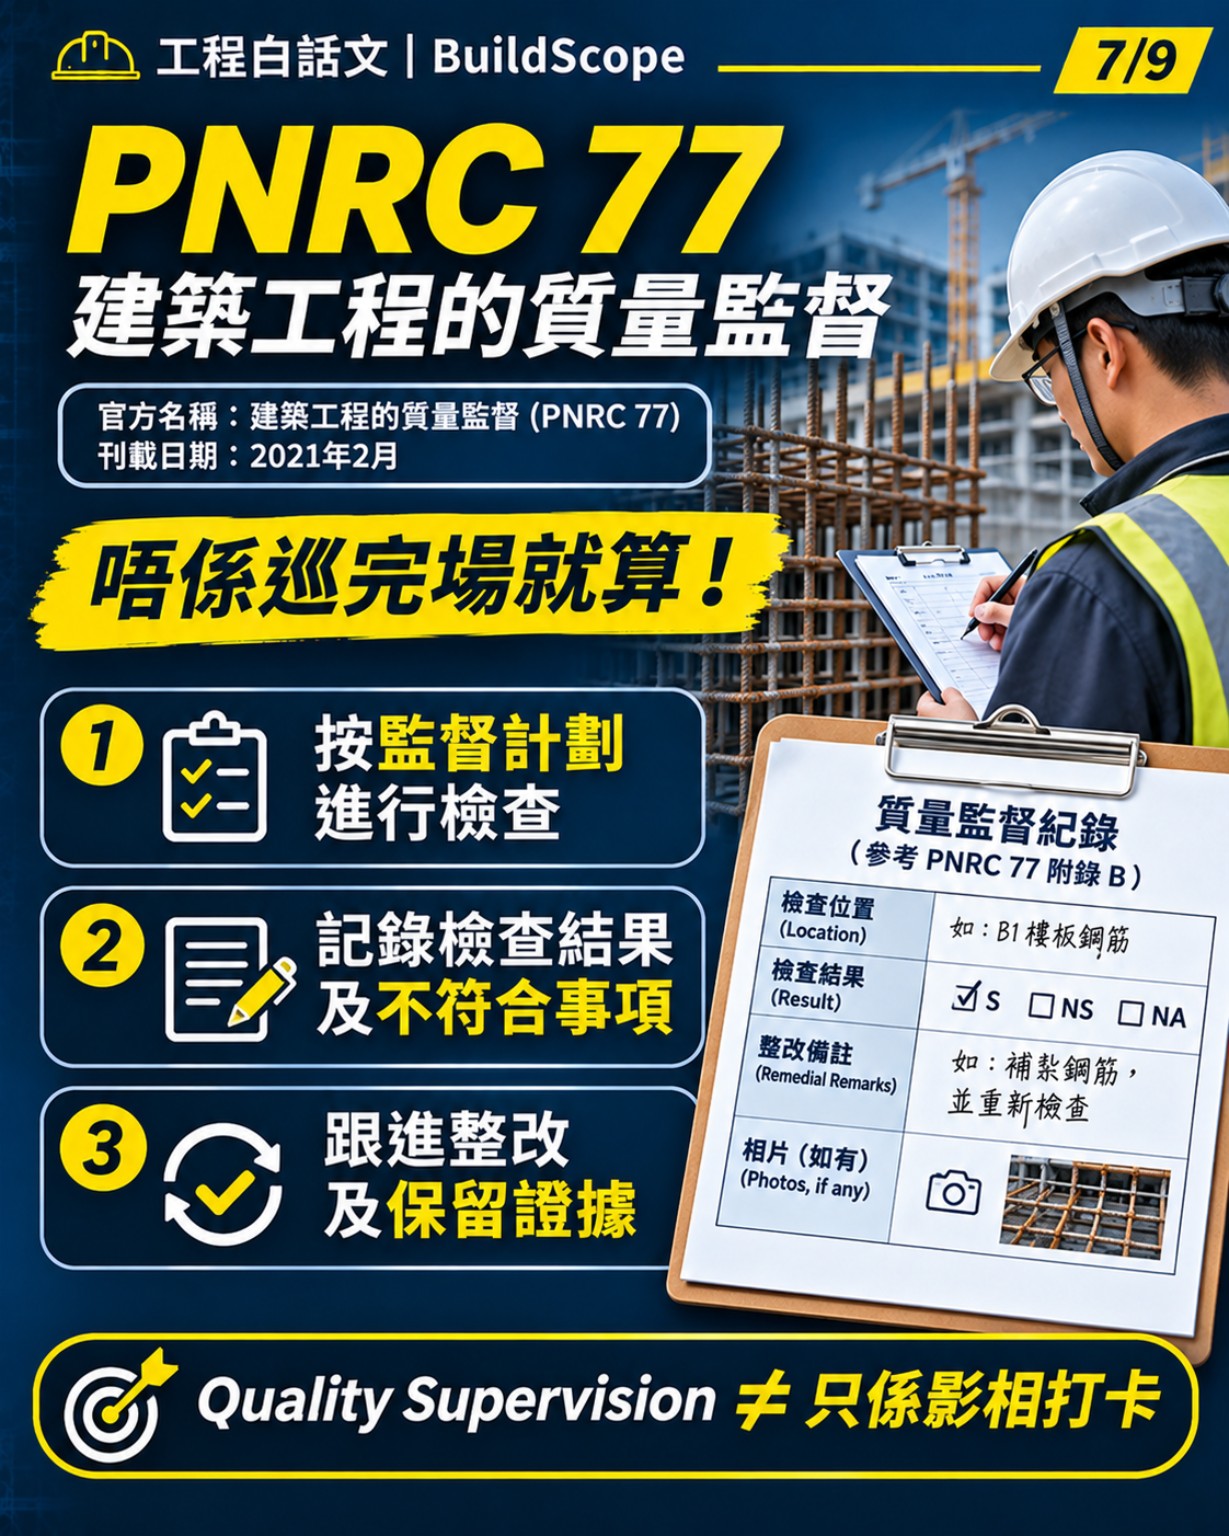 工程白話文 | BuildScope
7/9
PNRC 77
建築工程的質量監督
官方名稱：建築工程的質量監督 (PNRC 77)
刊載日期：2021年2月
唔係巡完場就算！
1
按監督計劃
進行檢查
2
記錄檢查結果
及不符合事項
3
跟進整改
及保留證據
質量監督紀錄
（參考 PNRC 77 附錄 B）
檢查位置
(Location)
如：B1樓板鋼筋
檢查結果
(Result)
S NS NA
整改備註
(Remedial Remarks)
如：補紮鋼筋，
並重新檢查
相片（如有）
(Photos, if any)
Quality Supervision ≠ 只係影相打卡